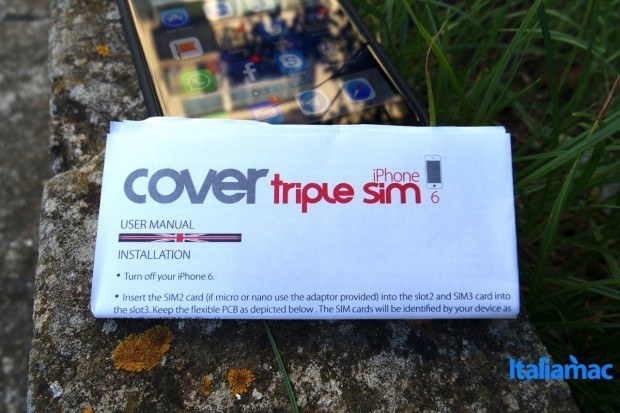 cover triple sim iPhone 6
USER MANUAL
INSTALLATION
• Turn off your iPhone 6.
• Insert the SIM2 card (if micro or nano use the adaptor provided) into the slot2 and SIM3 card into
the slot3. Keep the flexible PCB as depicted below . The SIM cards will be identified by your device as
Italiamac